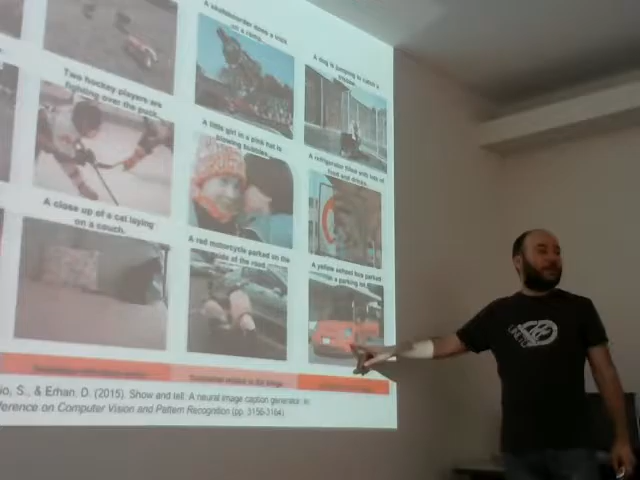 A skateboarder does a trick
on a ramp.
A dog is jumping to catch a
frisbee.
Two hockey players are
fighting over the puck.
A little girl in a pink hat is
blowing bubbles.
A refrigerator filled with lots of
food and drinks.
A close up of a cat laying
on a couch.
A red motorcycle parked on the
side of the road.
A yellow school bus parked
in a parking lot.
io, S., & Erhan, D. (2015). Show and tell: A neural image caption generator. In
ference on Computer Vision and Pattern Recognition (pp. 3156-3164)